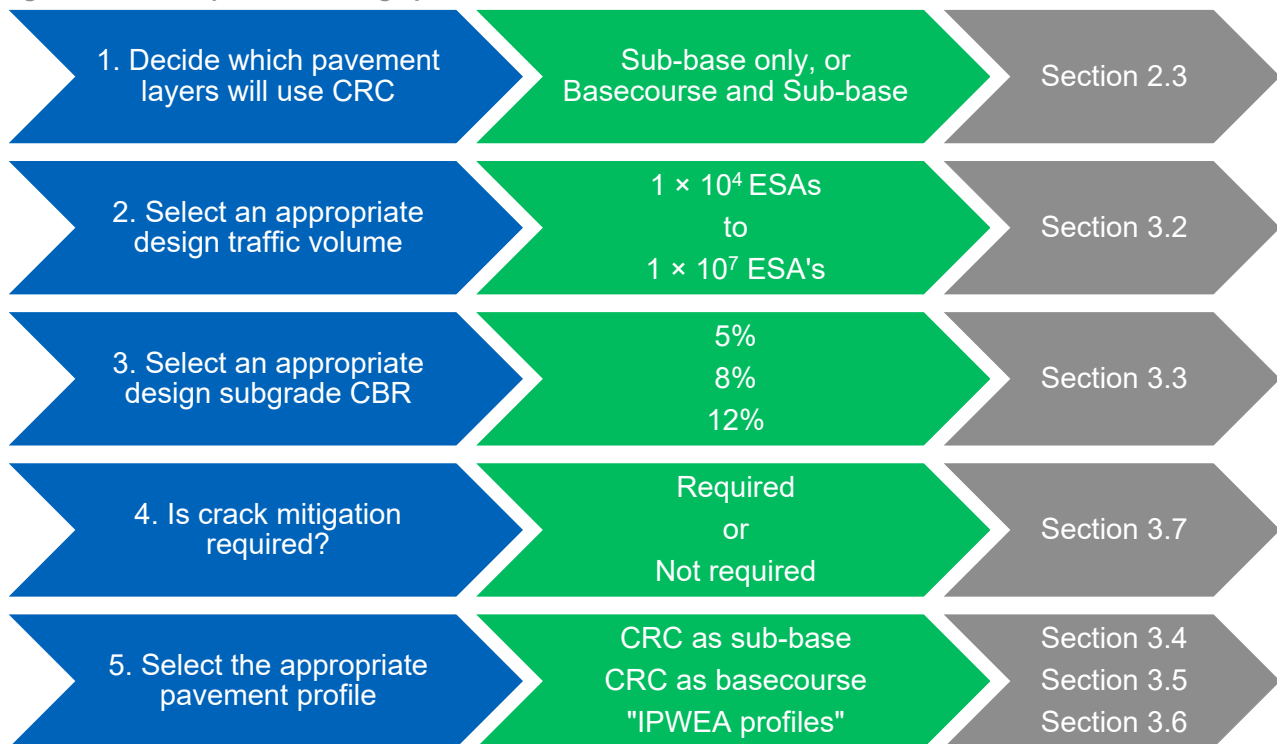 1. Decide which pavement
layers will use CRC
Sub-base only, or
Basecourse and Sub-base
Section 2.3
2. Select an appropriate
design traffic volume
1 × 10⁴ ESAs
to
1 × 10⁷ ESA's
Section 3.2
3. Select an appropriate
design subgrade CBR
5%
8%
12%
Section 3.3
4. Is crack mitigation
required?
Required
or
Not required
Section 3.7
5. Select the appropriate
pavement profile
CRC as sub-base
CRC as basecourse
"IPWEA profiles"
Section 3.4
Section 3.5
Section 3.6